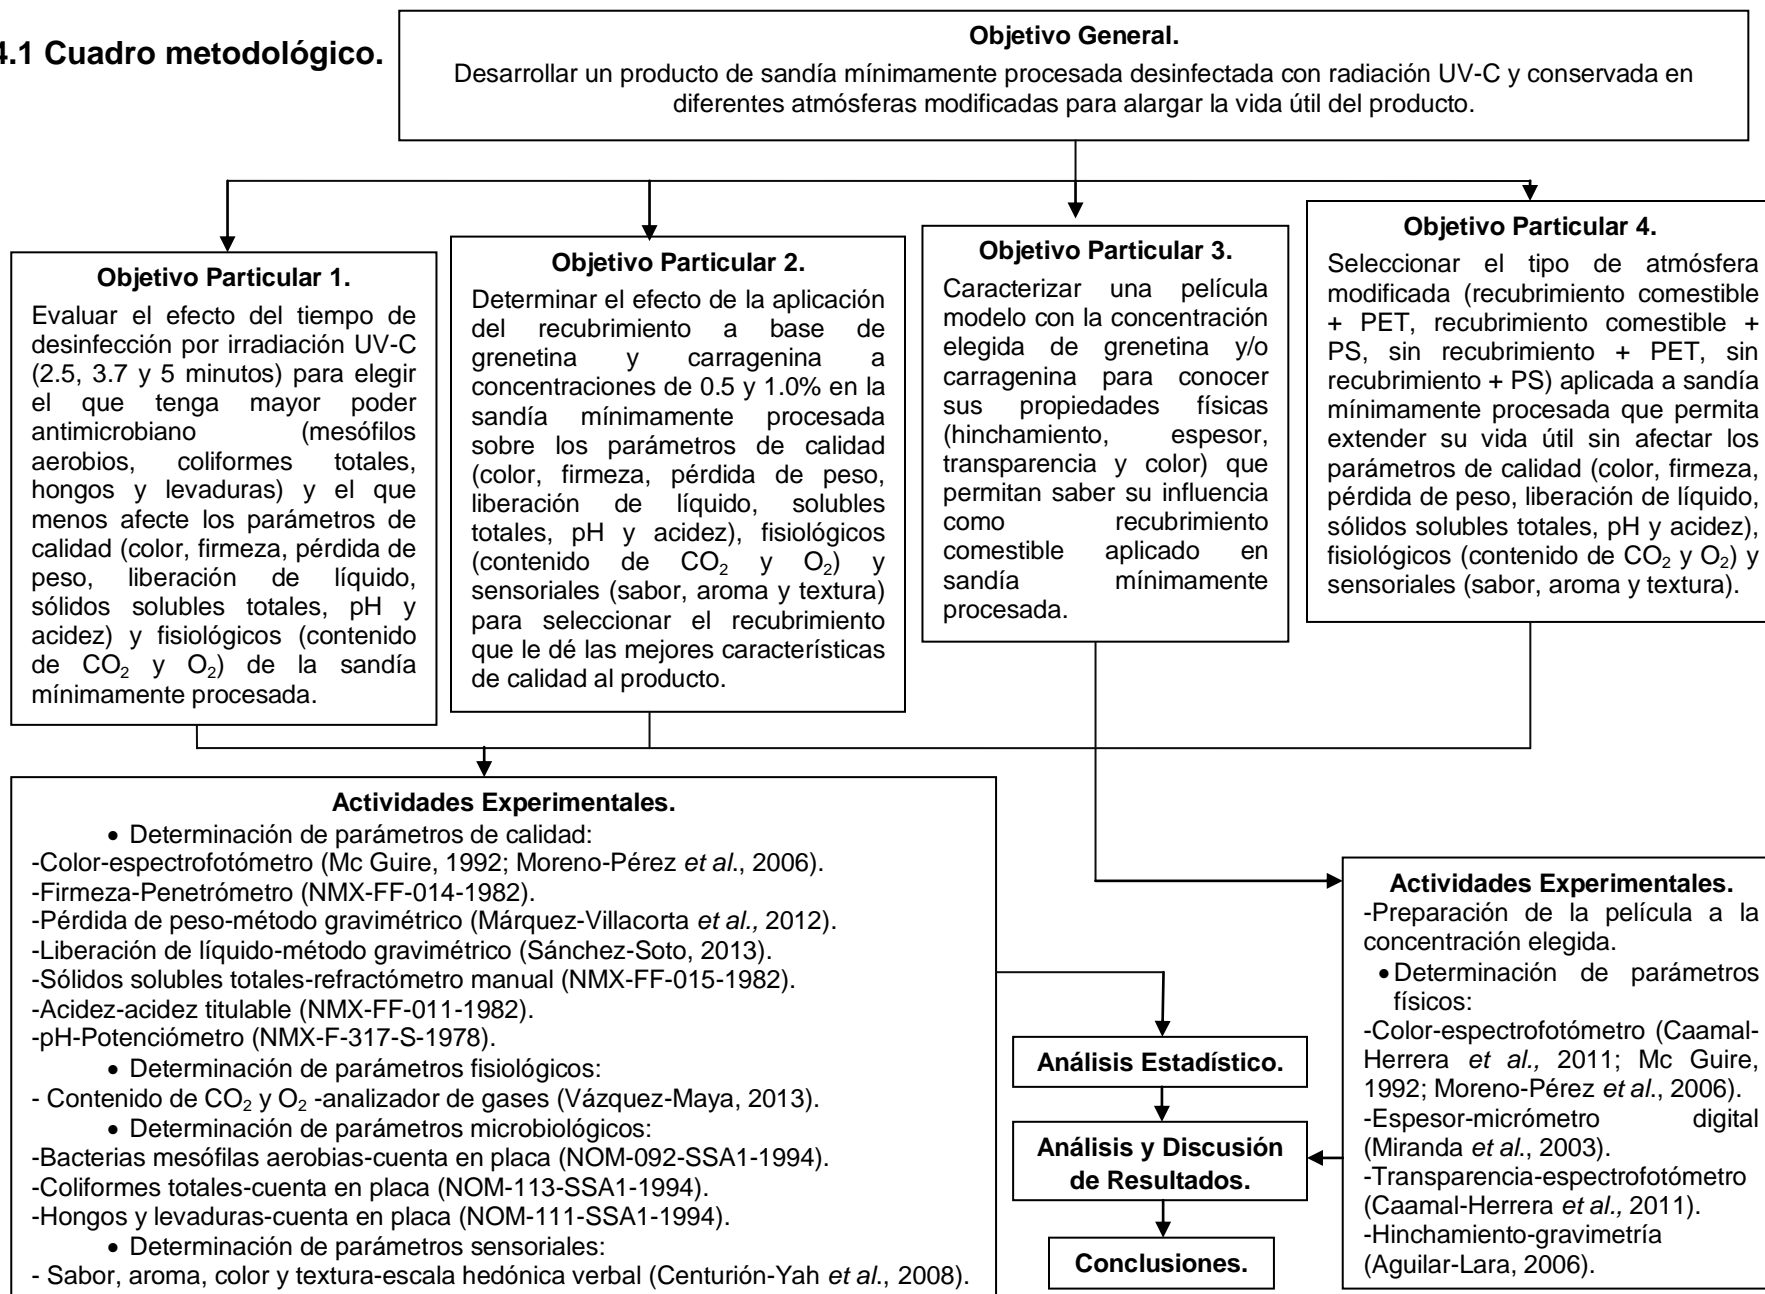 4.1 Cuadro metodológico.
Objetivo General.
Desarrollar un producto de sandía mínimamente procesada desinfectada con radiación UV-C y conservada en
diferentes atmósferas modificadas para alargar la vida útil del producto.
Objetivo Particular 1.
Evaluar el efecto del tiempo de
desinfección por irradiación UV-C
(2.5, 3.7 y 5 minutos) para elegir
el que tenga mayor poder
antimicrobiano (mesófilos
aerobios, coliformes totales,
hongos y levaduras) y el que
menos afecte los parámetros de
calidad (color, firmeza, pérdida de
peso, liberación de líquido,
sólidos solubles totales, pH y
acidez) y fisiológicos (contenido
de CO₂ y O₂) de la sandía
mínimamente procesada.
Objetivo Particular 2.
Determinar el efecto de la aplicación
del recubrimiento a base de
grenetina y carragenina a
concentraciones de 0.5 y 1.0% en la
sandía mínimamente procesada
sobre los parámetros de calidad
(color, firmeza, pérdida de peso,
liberación de líquido, solubles
totales, pH y acidez), fisiológicos
(contenido de CO₂ y O₂) y
sensoriales (sabor, aroma y textura)
para seleccionar el recubrimiento
que le dé las mejores características
de calidad al producto.
Objetivo Particular 3.
Caracterizar una película
modelo con la concentración
elegida de grenetina y/o
carragenina para conocer
sus propiedades físicas
(hinchamiento, espesor,
transparencia y color) que
permitan saber su influencia
como recubrimiento
comestible aplicado en
sandía mínimamente
procesada.
Objetivo Particular 4.
Seleccionar el tipo de atmósfera
modificada (recubrimiento comestible
+ PET, recubrimiento comestible +
PS, sin recubrimiento + PET, sin
recubrimiento + PS) aplicada a sandía
mínimamente procesada que permita
extender su vida útil sin afectar los
parámetros de calidad (color, firmeza,
pérdida de peso, liberación de líquido,
sólidos solubles totales, pH y acidez),
fisiológicos (contenido de CO₂ y O₂) y
sensoriales (sabor, aroma y textura).
Actividades Experimentales.
• Determinación de parámetros de calidad:
-Color-espectrofotómetro (Mc Guire, 1992; Moreno-Pérez et al., 2006).
-Firmeza-Penetrómetro (NMX-FF-014-1982).
-Pérdida de peso-método gravimétrico (Márquez-Villacorta et al., 2012).
-Liberación de líquido-método gravimétrico (Sánchez-Soto, 2013).
-Sólidos solubles totales-refractómetro manual (NMX-FF-015-1982).
-Acidez-acidez titulable (NMX-FF-011-1982).
-pH-Potenciómetro (NMX-F-317-S-1978).
• Determinación de parámetros fisiológicos:
- Contenido de CO₂ y O₂ -analizador de gases (Vázquez-Maya, 2013).
• Determinación de parámetros microbiológicos:
-Bacterias mesófilas aerobias-cuenta en placa (NOM-092-SSA1-1994).
-Coliformes totales-cuenta en placa (NOM-113-SSA1-1994).
-Hongos y levaduras-cuenta en placa (NOM-111-SSA1-1994).
• Determinación de parámetros sensoriales:
- Sabor, aroma, color y textura-escala hedónica verbal (Centurión-Yah et al., 2008).
Análisis Estadístico.
Análisis y Discusión
de Resultados.
Conclusiones.
Actividades Experimentales.
-Preparación de la película a la
concentración elegida.
• Determinación de parámetros
físicos:
-Color-espectrofotómetro (Caamal-
Herrera et al., 2011; Mc Guire,
1992; Moreno-Pérez et al., 2006).
-Espesor-micrómetro digital
(Miranda et al., 2003).
-Transparencia-espectrofotómetro
(Caamal-Herrera et al., 2011).
-Hinchamiento-gravimetría
(Aguilar-Lara, 2006).